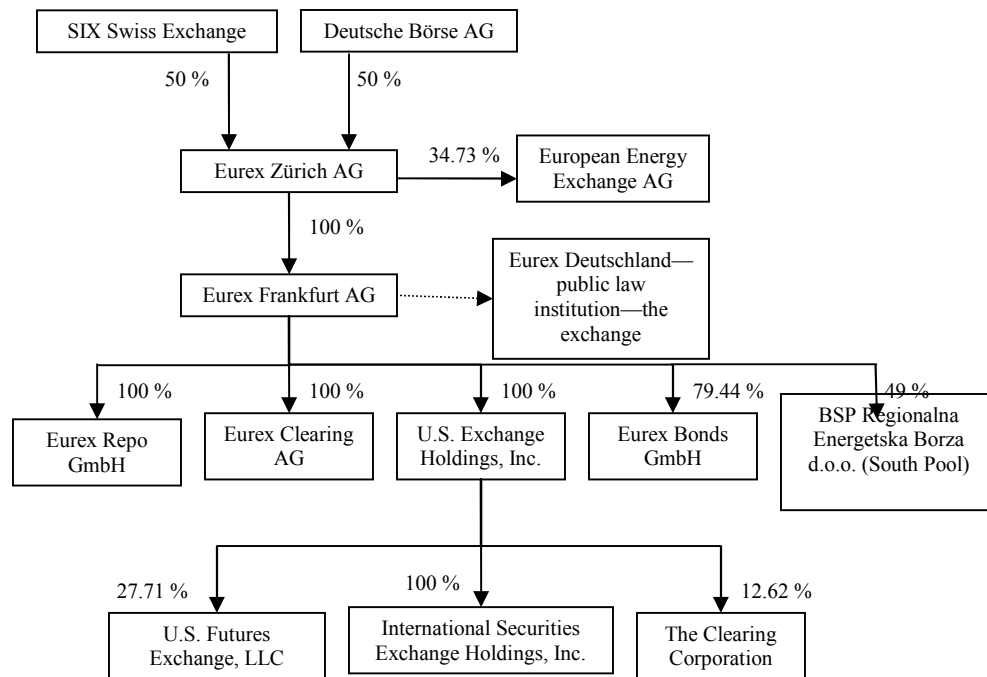 SIX Swiss Exchange
Deutsche Börse AG
50 %
50 %
Eurex Zürich AG
34.73 %
European Energy
Exchange AG
100 %
Eurex Frankfurt AG
Eurex Deutschland—
public law
institution—the
exchange
100 %
100 %
100 %
79.44 %
49 %
Eurex Repo
GmbH
Eurex Clearing
AG
U.S. Exchange
Holdings, Inc.
Eurex Bonds
GmbH
BSP Regionalna
Energetska Borza
d.o.o. (South Pool)
27.71 %
100 %
12.62 %
U.S. Futures
Exchange, LLC
International Securities
Exchange Holdings, Inc.
The Clearing
Corporation